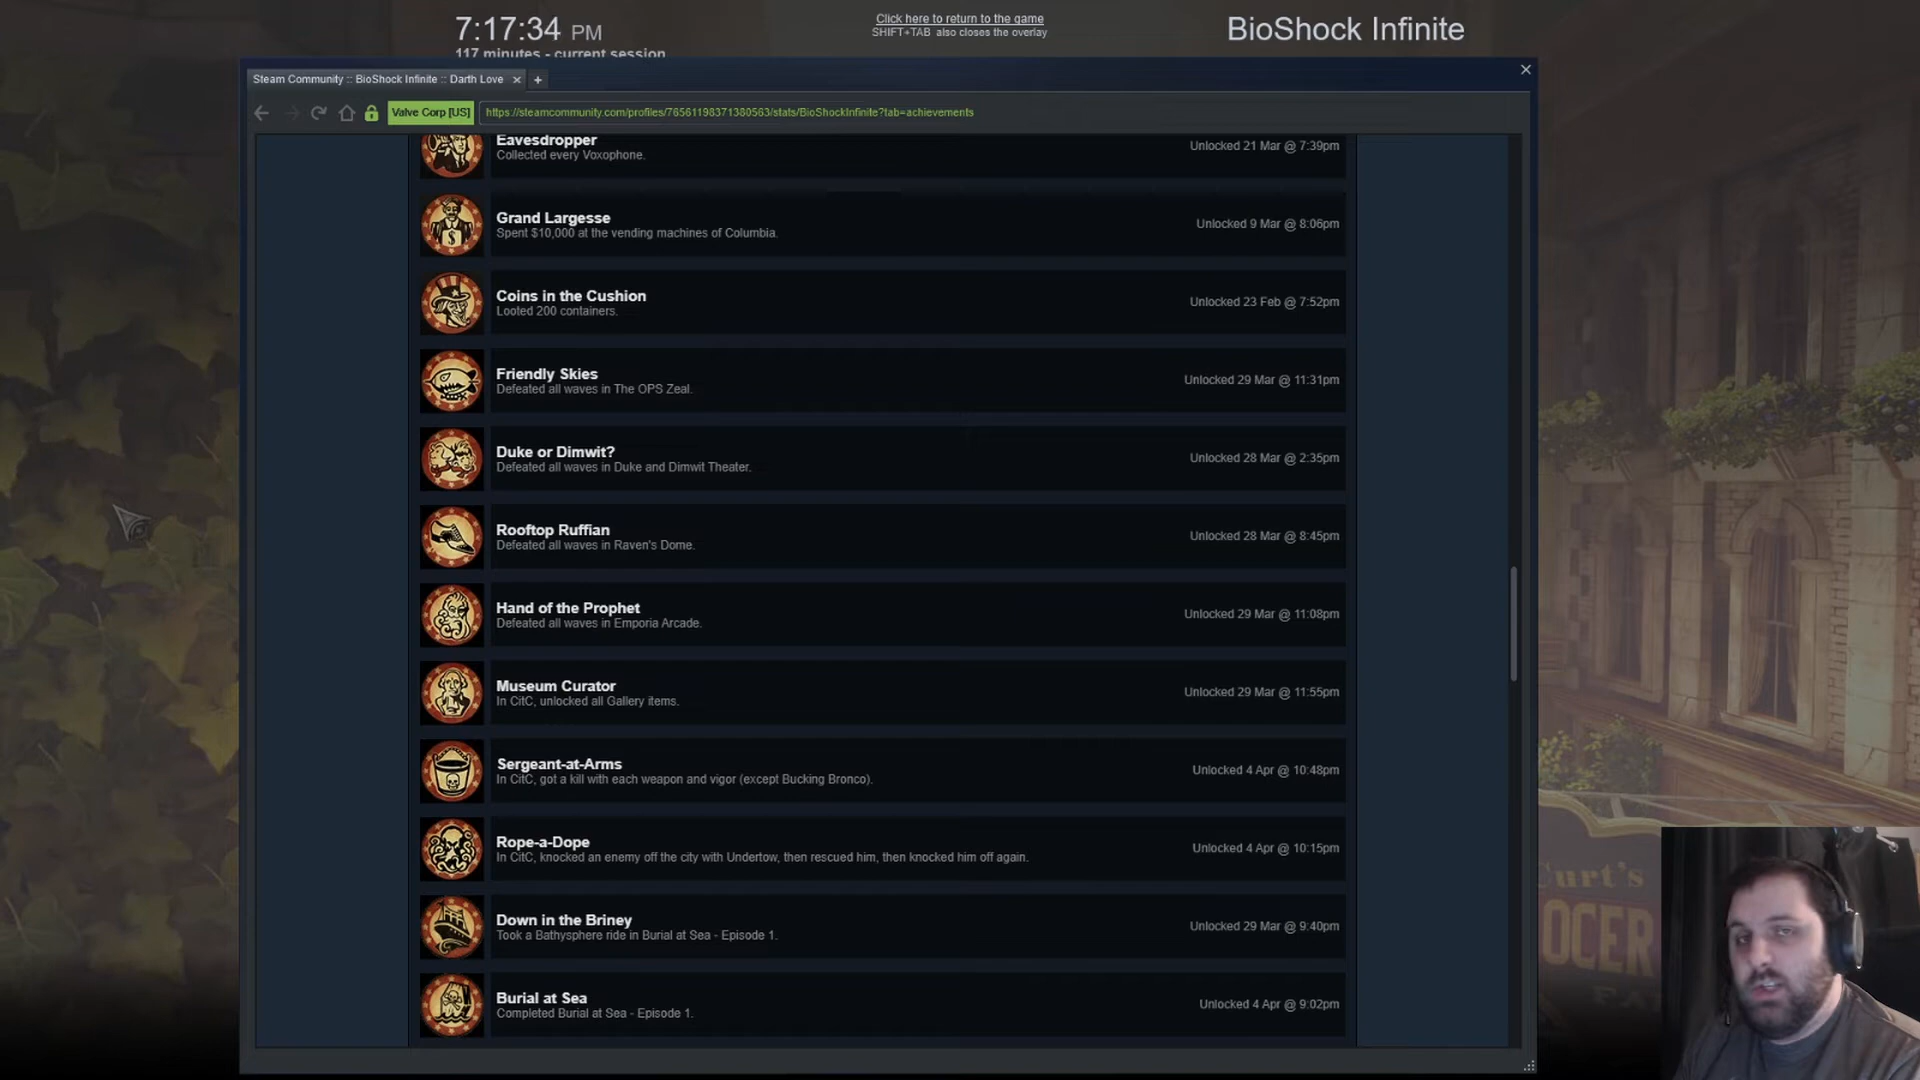 7:17:34 PM
117 minutes - current session
Click here to return to the game
SHIFT+TAB also closes the overlay
BioShock Infinite
Steam Community :: BioShock Infinite :: Darth Love
Valve Corp [US]
https://steamcommunity.com/profiles/76561198371380563/stats/BioShockInfinite?tab=achievements
Eavesdropper
Collected every Voxophone.
Unlocked 21 Mar @ 7:39pm
Grand Largesse
Spent $10,000 at the vending machines of Columbia.
Unlocked 9 Mar @ 8:06pm
Coins in the Cushion
Looted 200 containers.
Unlocked 23 Feb @ 7:52pm
Friendly Skies
Defeated all waves in The OPS Zeal.
Unlocked 29 Mar @ 11:31pm
Duke or Dimwit?
Defeated all waves in Duke and Dimwit Theater.
Unlocked 28 Mar @ 2:35pm
Rooftop Ruffian
Defeated all waves in Raven's Dome.
Unlocked 28 Mar @ 8:45pm
Hand of the Prophet
Defeated all waves in Emporia Arcade.
Unlocked 29 Mar @ 11:08pm
Museum Curator
In CitC, unlocked all Gallery items.
Unlocked 29 Mar @ 11:55pm
Sergeant-at-Arms
In CitC, got a kill with each weapon and vigor (except Bucking Bronco).
Unlocked 4 Apr @ 10:48pm
Rope-a-Dope
In CitC, knocked an enemy off the city with Undertow, then rescued him, then knocked him off again.
Unlocked 4 Apr @ 10:15pm
Down in the Briney
Took a Bathysphere ride in Burial at Sea - Episode 1.
Unlocked 29 Mar @ 9:40pm
Burial at Sea
Completed Burial at Sea - Episode 1.
Unlocked 4 Apr @ 9:02pm